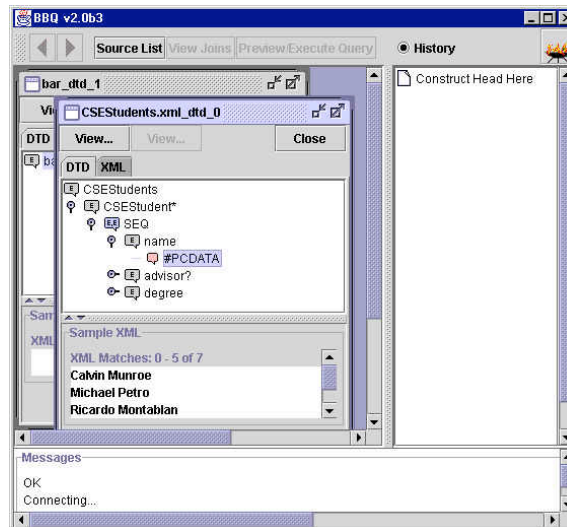 BBQ v2.0b3
Source List View Joins Preview/Execute Query History
bar_dtd_1
CSEStudents.xml_dtd_0
View... View... Close
DTD
DTD XML
CSEStudents
CSEStudent*
SEQ
name
#PCDATA
advisor?
degree
Sample XML
XML Matches: 0 - 5 of 7
Calvin Munroe
Michael Petro
Ricardo Montablan
Construct Head Here
Messages
OK
Connecting...